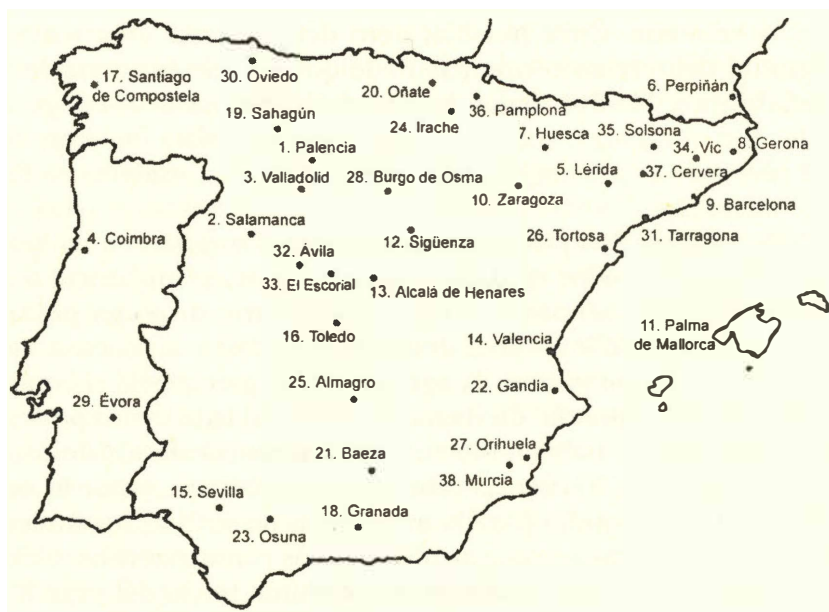 6. Perpiñán
30. Oviedo
17. Santiago
de Compostela
20. Oñate
36. Pamplona
19. Sahagún
24. Irache
7. Huesca
35. Solsona
34. Vic
8. Gerona
1. Palencia
3. Valladolid
28. Burgo de Osma
5. Lérida
37. Cervera
10. Zaragoza
9. Barcelona
2. Salamanca
31. Tarragona
4. Coimbra
12. Sigüenza
26. Tortosa
32. Ávila
33. El Escorial
13. Alcalá de Henares
16. Toledo
14. Valencia
11. Palma
de Mallorca
25. Almagro
22. Gandía
29. Évora
21. Baeza
27. Orihuela
38. Murcia
15. Sevilla
18. Granada
23. Osuna